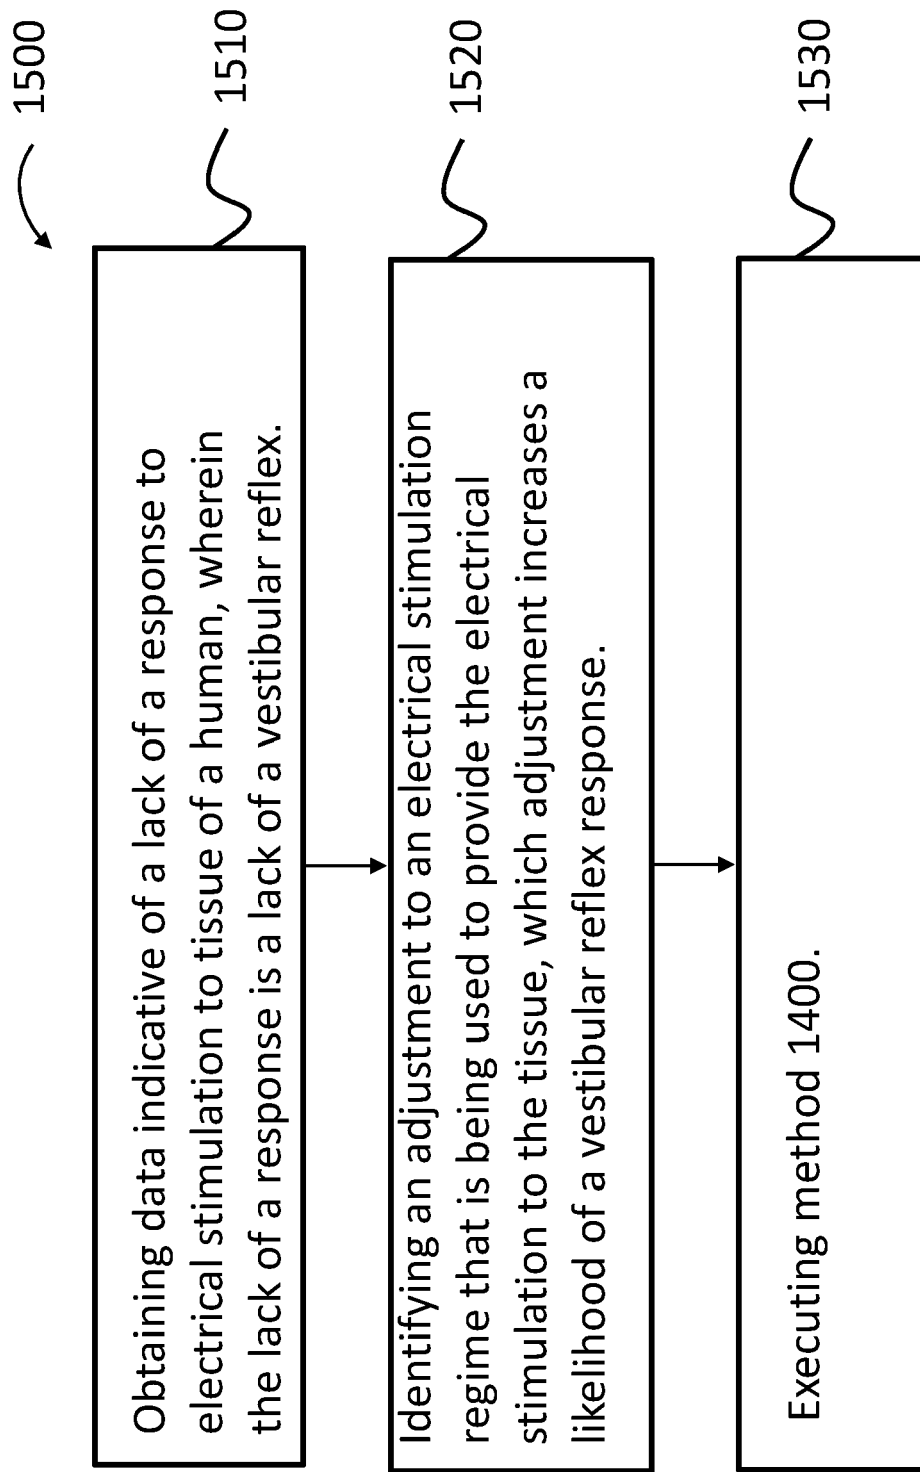 1500
1510
Obtaining data indicative of a lack of a response to
electrical stimulation to tissue of a human, wherein
the lack of a response is a lack of a vestibular reflex.
1520
Identifying an adjustment to an electrical stimulation
regime that is being used to provide the electrical
stimulation to the tissue, which adjustment increases a
likelihood of a vestibular reflex response.
1530
Executing method 1400.